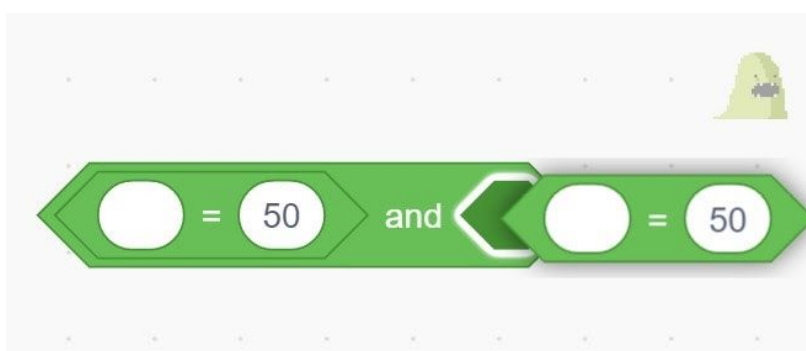 = 50 and = 50